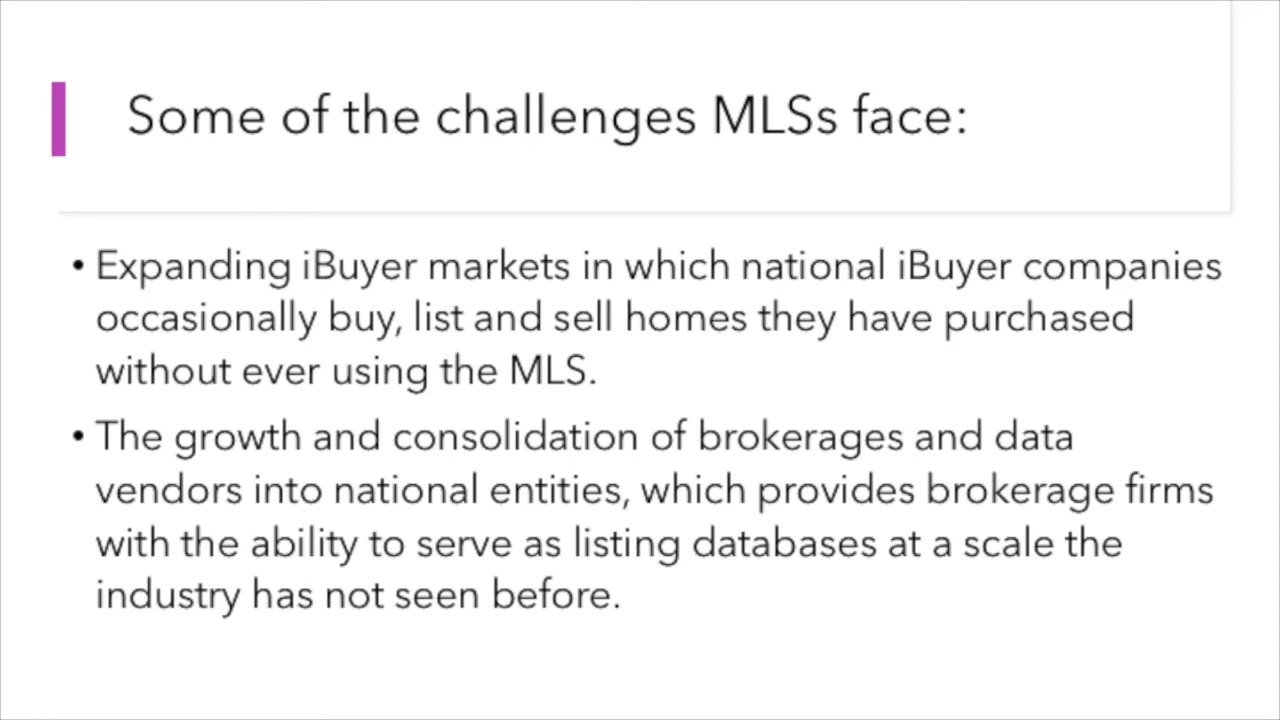 Some of the challenges MLSs face:
• Expanding iBuyer markets in which national iBuyer companies
occasionally buy, list and sell homes they have purchased
without ever using the MLS.
• The growth and consolidation of brokerages and data
vendors into national entities, which provides brokerage firms
with the ability to serve as listing databases at a scale the
industry has not seen before.